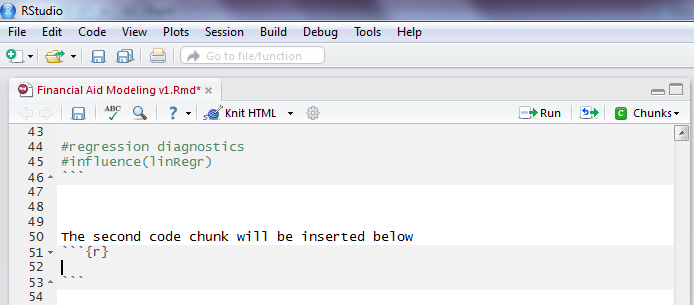 RStudio
File Edit Code View Plots Session Build Debug Tools Help
Go to file/function
Financial Aid Modeling v1.Rmd*
ABC Knit HTML Run C Chunks
43
44 #regression diagnostics
45 #influence(linRegr)
46 ```
47
48
49
50 The second code chunk will be inserted below
51 ```{r}
52
53 ```
54